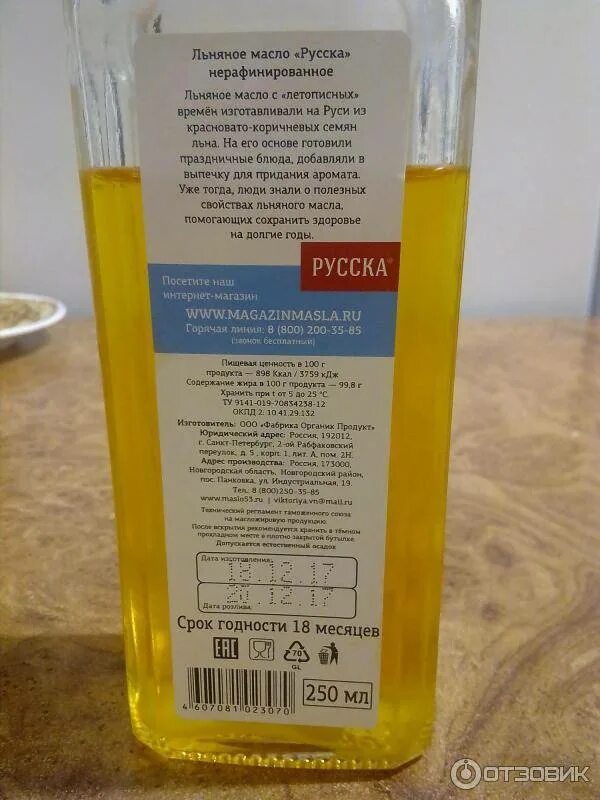 Льняное масло «Русска»
нерафинированное
Льняное масло с «летописных»
времён изготавливали на Руси из
красновато-коричневых семян
льна. На его основе готовили
праздничные блюда, добавляли в
выпечку для придания аромата.
Уже тогда, люди знали о полезных
свойствах льняного масла,
помогающих сохранить здоровье
на долгие годы.
РУССКА®
Посетите наш
интернет-магазин
WWW.MAGAZINMASLA.RU
Горячая линия: 8 (800) 200-35-85
(звонок бесплатный)
Пищевая ценность в 100 г
продукта — 898 Ккал / 3759 кДж
Содержание жира в 100 г продукта — 99,8 г
Хранить при t от 5 до 25 °C.
ТУ 9141-019-70834238-12
ОКПД 2: 10.41.29.132
Изготовитель: ООО «Фабрика Органик Продукт»
Юридический адрес: Россия, 192012,
г. Санкт-Петербург, 2-ой Рабфаковский
переулок, д. 5 , корп. 1, лит. А, пом. 2Н.
Адрес производства: Россия, 173000,
Новгородская область, Новгородский район,
пос. Панковка, ул. Индустриальная, 19.
Тел.: 8 (800)250-35-85
www.maslo53.ru | viktoriya.vn@mail.ru
Технический регламент таможенного союза
на масложировую продукцию.
После вскрытия рекомендуется хранить в тёмном
прохладном месте в плотно закрытой бутылке.
Допускается естественный осадок
Дата изготовления:
18.12.17
20.12.17
Дата розлива:
Срок годности 18 месяцев
EAC
70
GL
4 607081 023070
250 мл
ОТЗОВИК